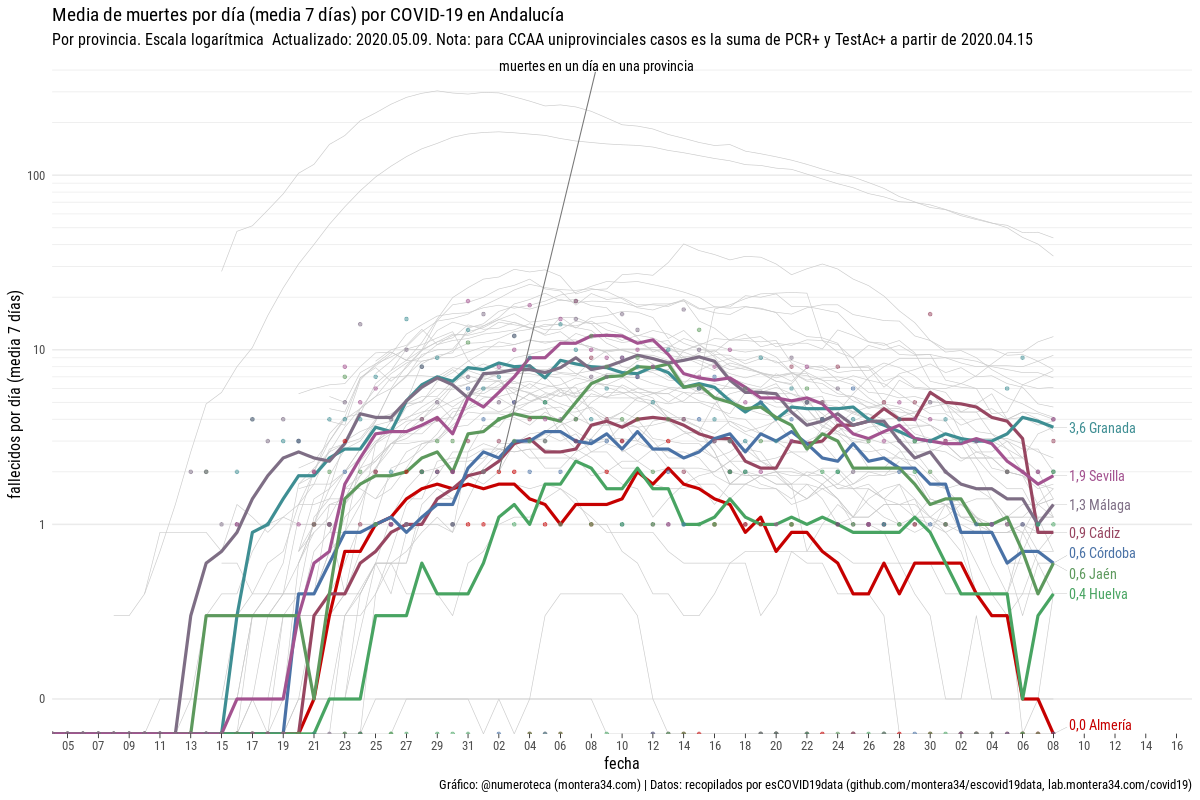 Media de muertes por día (media 7 días) por COVID-19 en Andalucía
Por provincia. Escala logarítmica  Actualizado: 2020.05.09. Nota: para CCAA uniprovinciales casos es la suma de PCR+ y TestAc+ a partir de 2020.04.15
muertes en un día en una provincia
fallecidos por día (media  7 días)
100
10
1
0
3,6 Granada
1,9 Sevilla
1,3 Málaga
0,9 Cádiz
0,6 Córdoba
0,6 Jaén
0,4 Huelva
0,0 Almería
05 07 09 11 13 15 17 19 21 23 25 27 29 31 02 04 06 08 10 12 14 16 18 20 22 24 26 28 30 02 04 06 08 10 12 14 16
fecha
Gráfico: @numeroteca (montera34.com) | Datos: recopilados por esCOVID19data (github.com/montera34/escovid19data, lab.montera34.com/covid19)